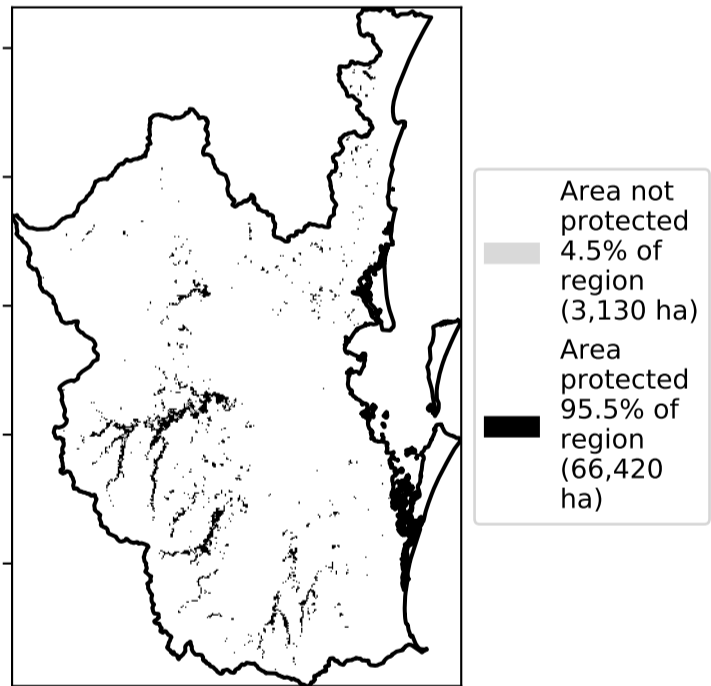 Area not
protected
4.5% of
region
(3,130 ha)
Area
protected
95.5% of
region
(66,420
ha)